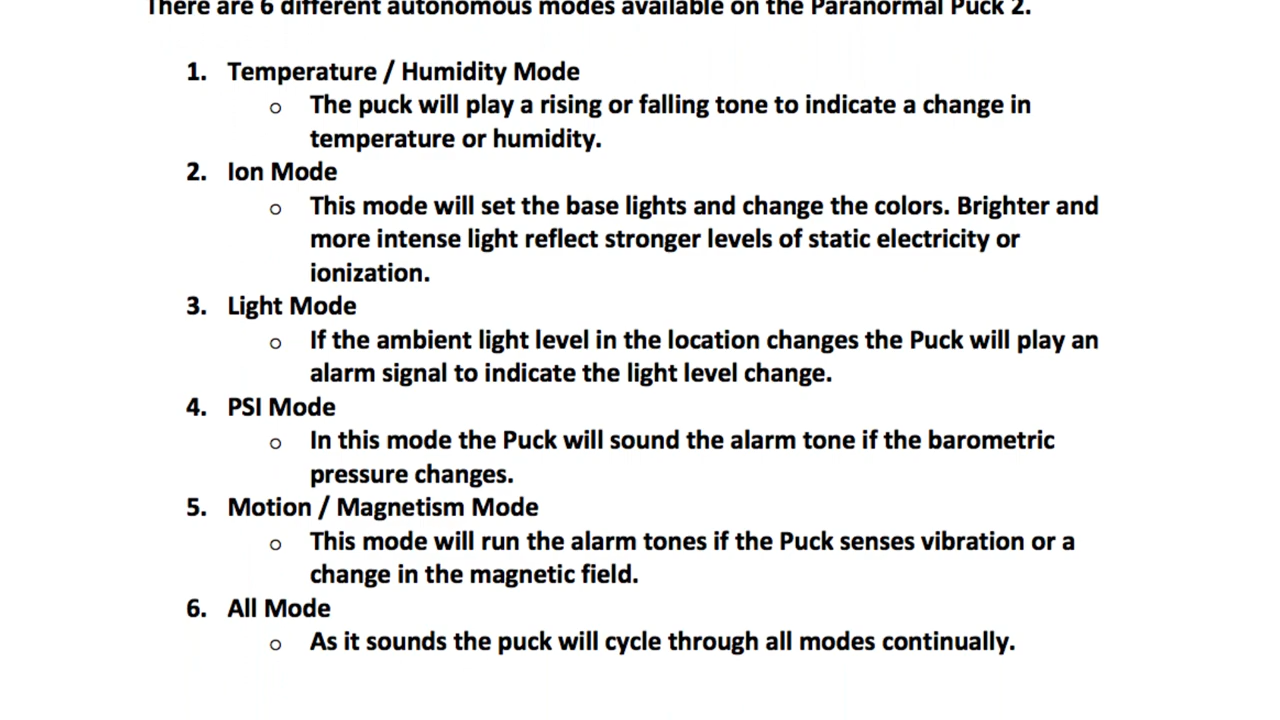 There are 6 different autonomous modes available on the Paranormal Puck 2.
1. Temperature / Humidity Mode
o The puck will play a rising or falling tone to indicate a change in
temperature or humidity.
2. Ion Mode
o This mode will set the base lights and change the colors. Brighter and
more intense light reflect stronger levels of static electricity or
ionization.
3. Light Mode
o If the ambient light level in the location changes the Puck will play an
alarm signal to indicate the light level change.
4. PSI Mode
o In this mode the Puck will sound the alarm tone if the barometric
pressure changes.
5. Motion / Magnetism Mode
o This mode will run the alarm tones if the Puck senses vibration or a
change in the magnetic field.
6. All Mode
o As it sounds the puck will cycle through all modes continually.